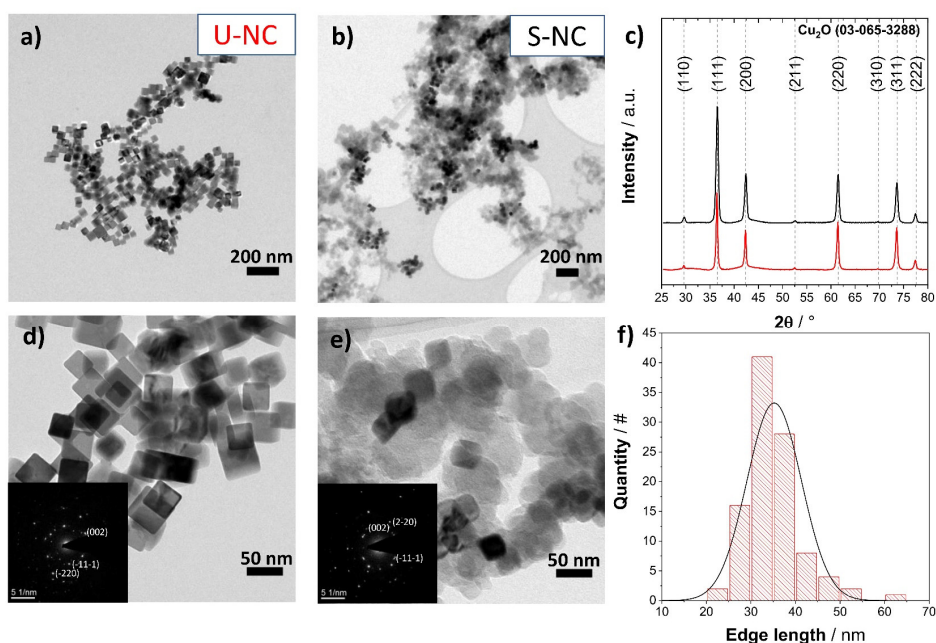 a)
U-NC
200 nm
b)
S-NC
200 nm
c)
Cu₂O (03-065-3288)
(110)
(111)
(200)
(211)
(220)
(310)
(311)
(222)
Intensity / a.u.
25 30 35 40 45 50 55 60 65 70 75 80
2θ / °
d)
(002)
(-11-1)
(-220)
5 1/nm
50 nm
e)
(002)
(2-20)
(-11-1)
5 1/nm
50 nm
f)
45
40
35
30
25
20
15
10
5
0
Quantity / #
10 20 30 40 50 60 70
Edge length / nm